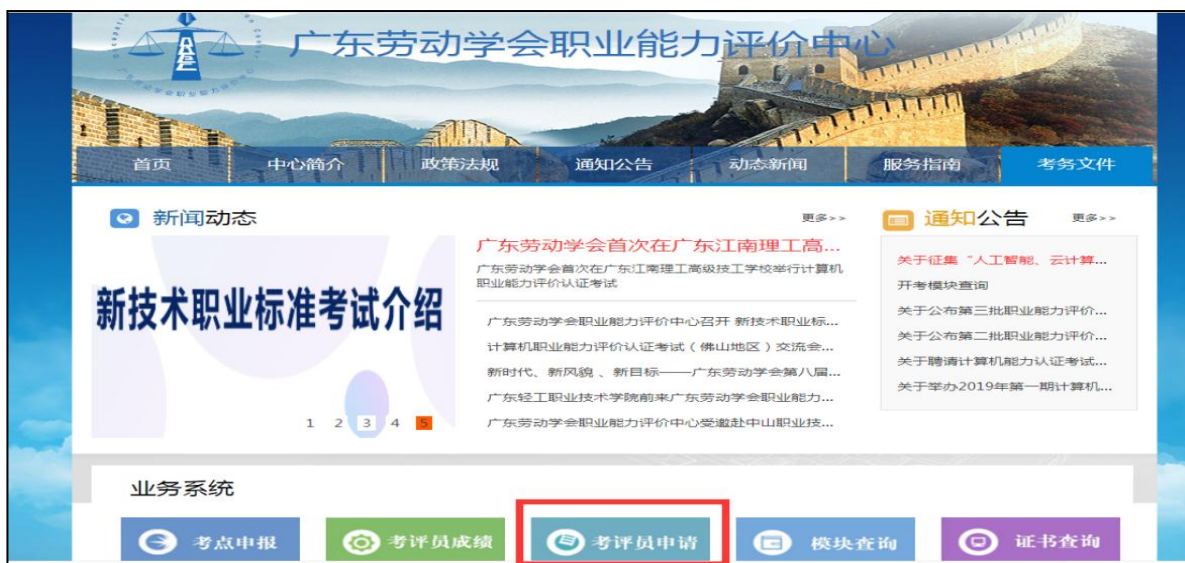 广东劳动学会职业能力评价中心
首页
中心简介
政策法规
通知公告
动态新闻
服务指南
考务文件
新闻动态
更多>>
新技术职业标准考试介绍
1 2 3 4 5
广东劳动学会首次在广东江南理工高...
广东劳动学会首次在广东江南理工高级技工学校举行计算机
职业能力评价认证考试
广东劳动学会职业能力评价中心召开 新技术职业标...
计算机职业能力评价认证考试（佛山地区）交流会...
新时代、新风貌 、新目标——广东劳动学会第八届...
广东轻工职业技术学院前来广东劳动学会职业能力...
广东劳动学会职业能力评价中心受邀赴中山职业技...
通知公告
更多>>
关于征集“人工智能、云计算...
开考模块查询
关于公布第三批职业能力评价...
关于公布第二批职业能力评价...
关于聘请计算机能力认证考试...
关于举办2019年第一期计算机...
业务系统
考点申报
考评员成绩
考评员申请
模块查询
证书查询